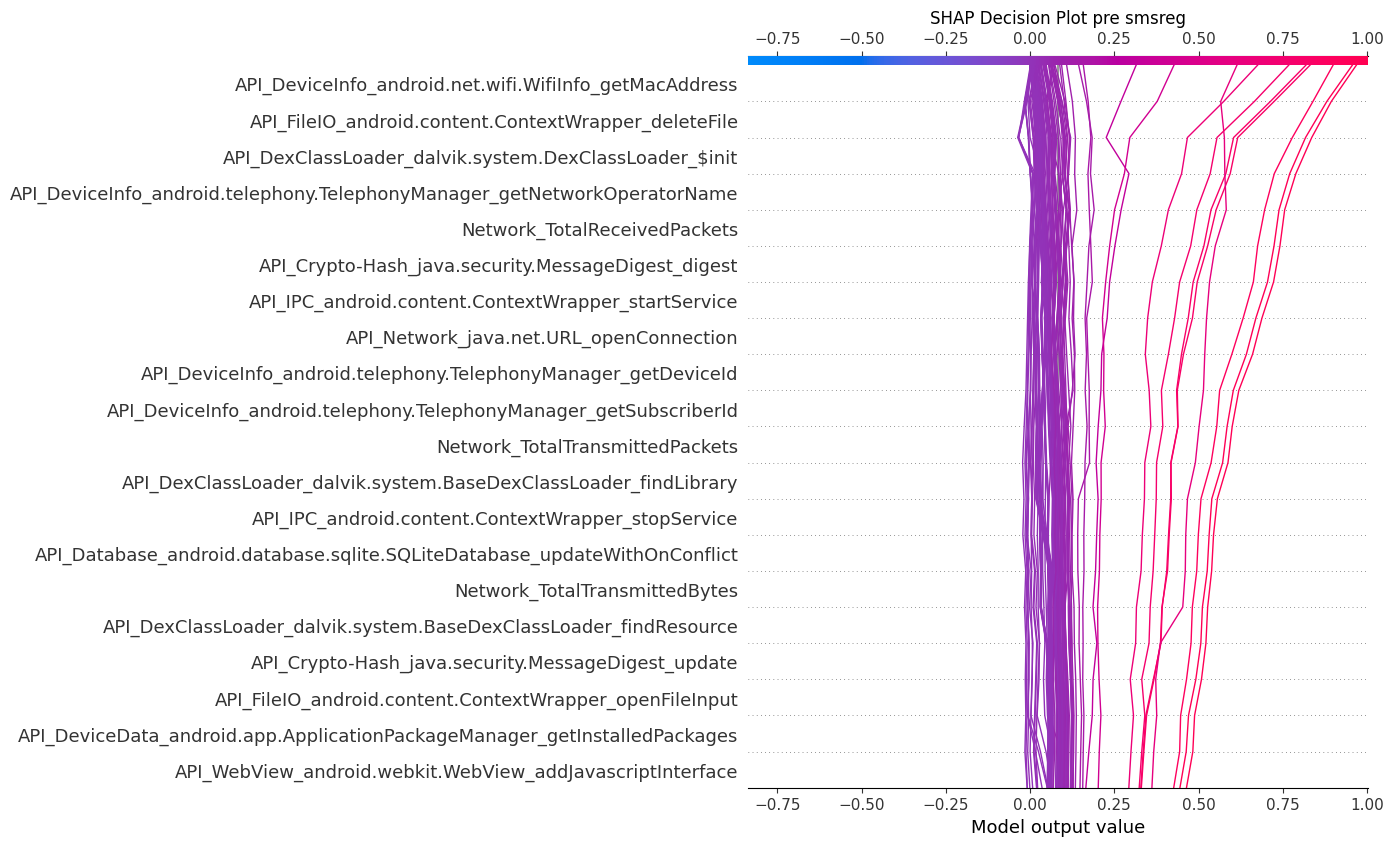 SHAP Decision Plot pre smsreg
−0.75 −0.50 −0.25 0.00 0.25 0.50 0.75 1.00
API_DeviceInfo_android.net.wifi.WifiInfo_getMacAddress
API_FileIO_android.content.ContextWrapper_deleteFile
API_DexClassLoader_dalvik.system.DexClassLoader_$init
API_DeviceInfo_android.telephony.TelephonyManager_getNetworkOperatorName
Network_TotalReceivedPackets
API_Crypto-Hash_java.security.MessageDigest_digest
API_IPC_android.content.ContextWrapper_startService
API_Network_java.net.URL_openConnection
API_DeviceInfo_android.telephony.TelephonyManager_getDeviceId
API_DeviceInfo_android.telephony.TelephonyManager_getSubscriberId
Network_TotalTransmittedPackets
API_DexClassLoader_dalvik.system.BaseDexClassLoader_findLibrary
API_IPC_android.content.ContextWrapper_stopService
API_Database_android.database.sqlite.SQLiteDatabase_updateWithOnConflict
Network_TotalTransmittedBytes
API_DexClassLoader_dalvik.system.BaseDexClassLoader_findResource
API_Crypto-Hash_java.security.MessageDigest_update
API_FileIO_android.content.ContextWrapper_openFileInput
API_DeviceData_android.app.ApplicationPackageManager_getInstalledPackages
API_WebView_android.webkit.WebView_addJavascriptInterface
−0.75 −0.50 −0.25 0.00 0.25 0.50 0.75 1.00
Model output value